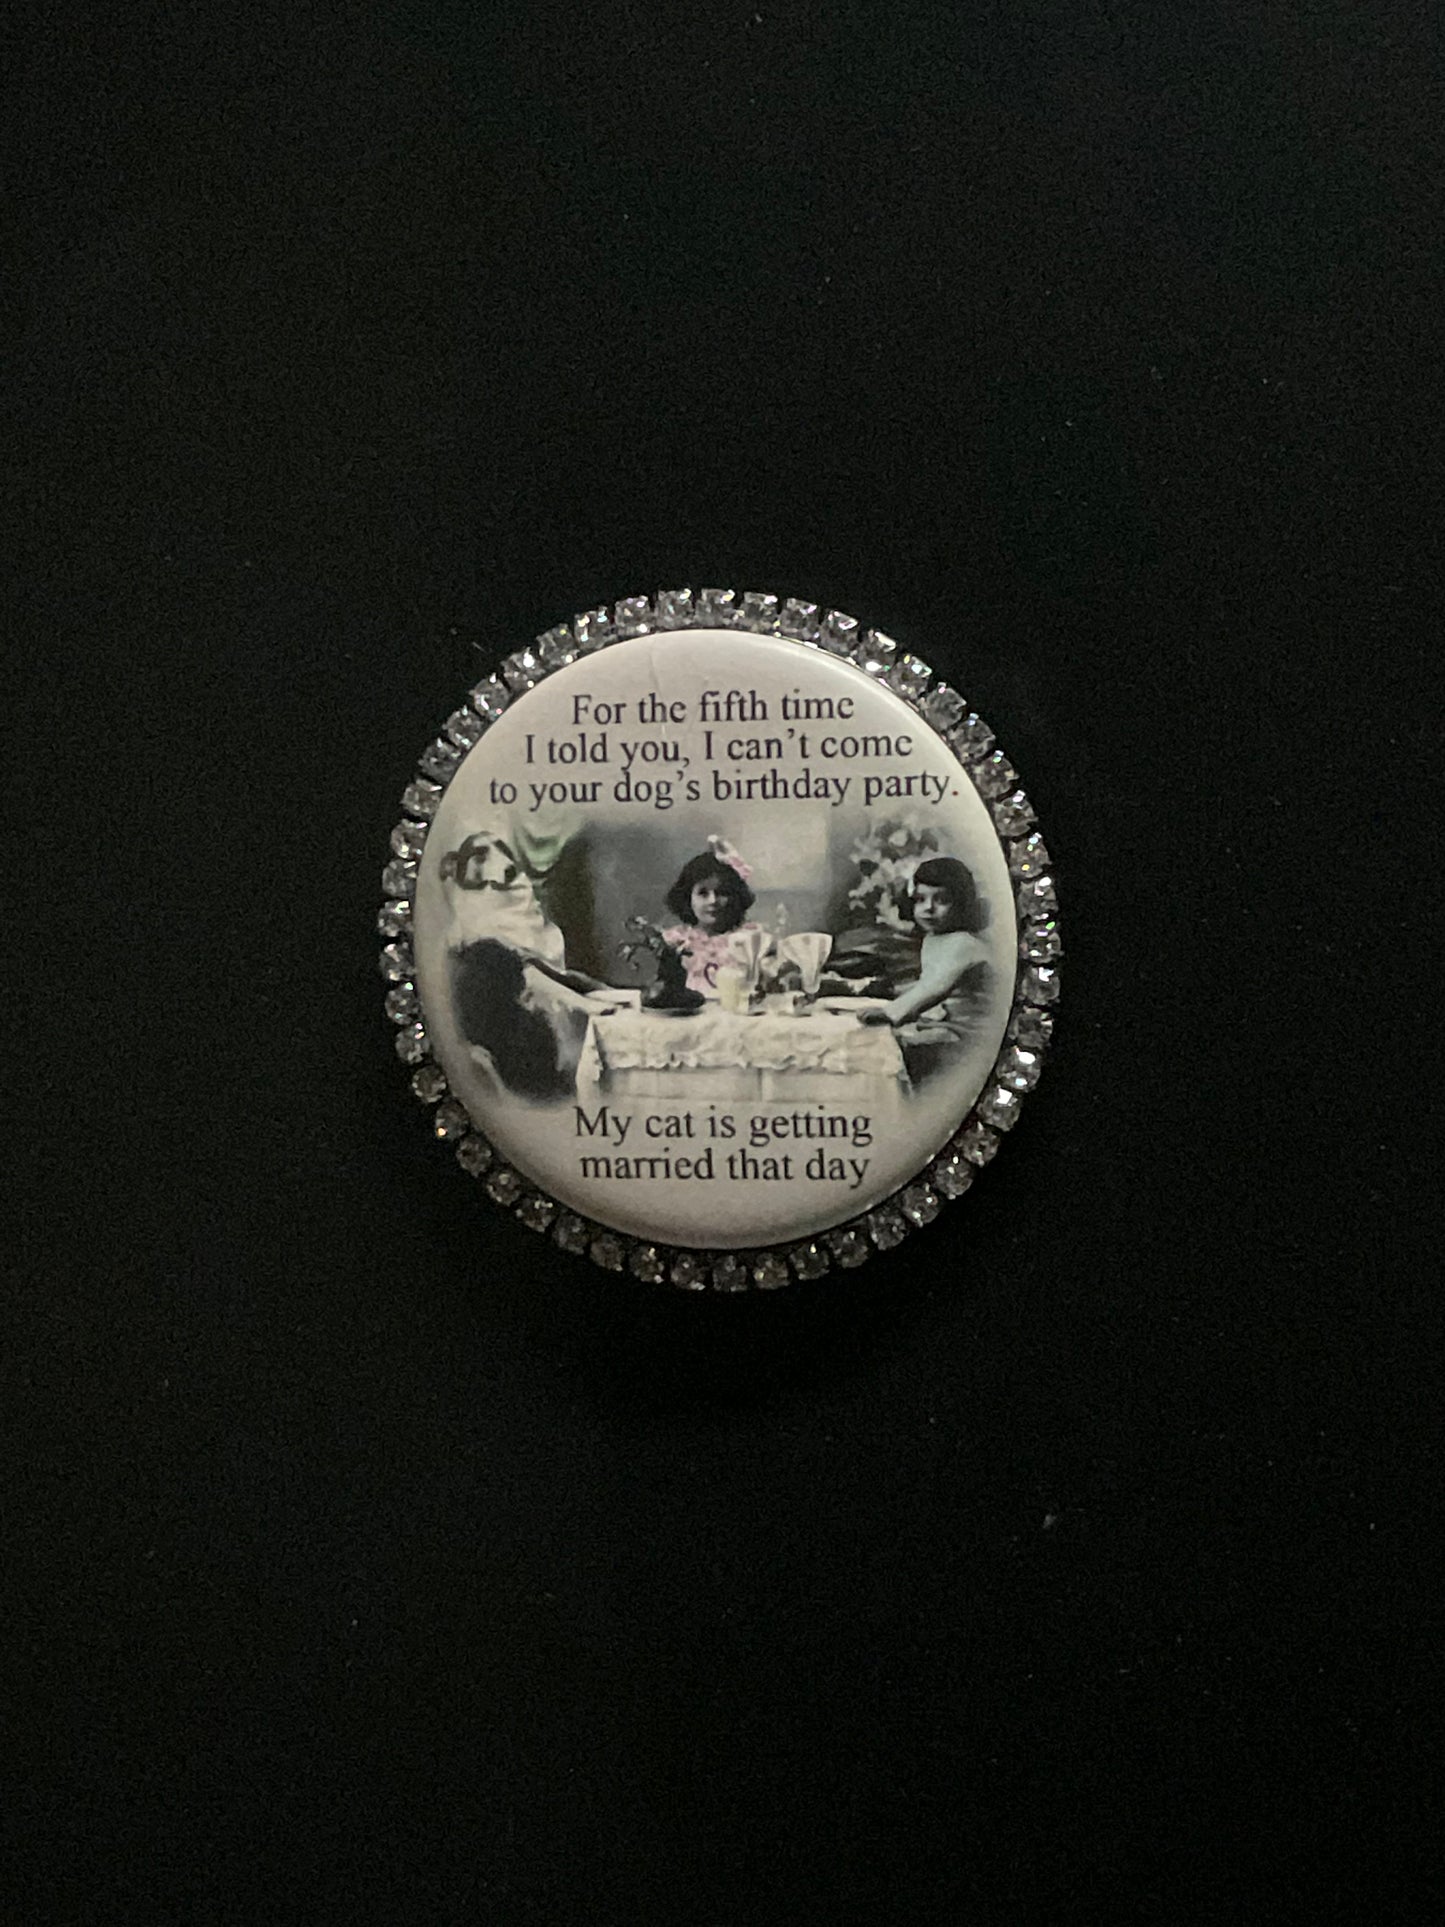 For the fifth time
I told you, I can't come
to your dog's birthday party.
My cat is getting
married that day